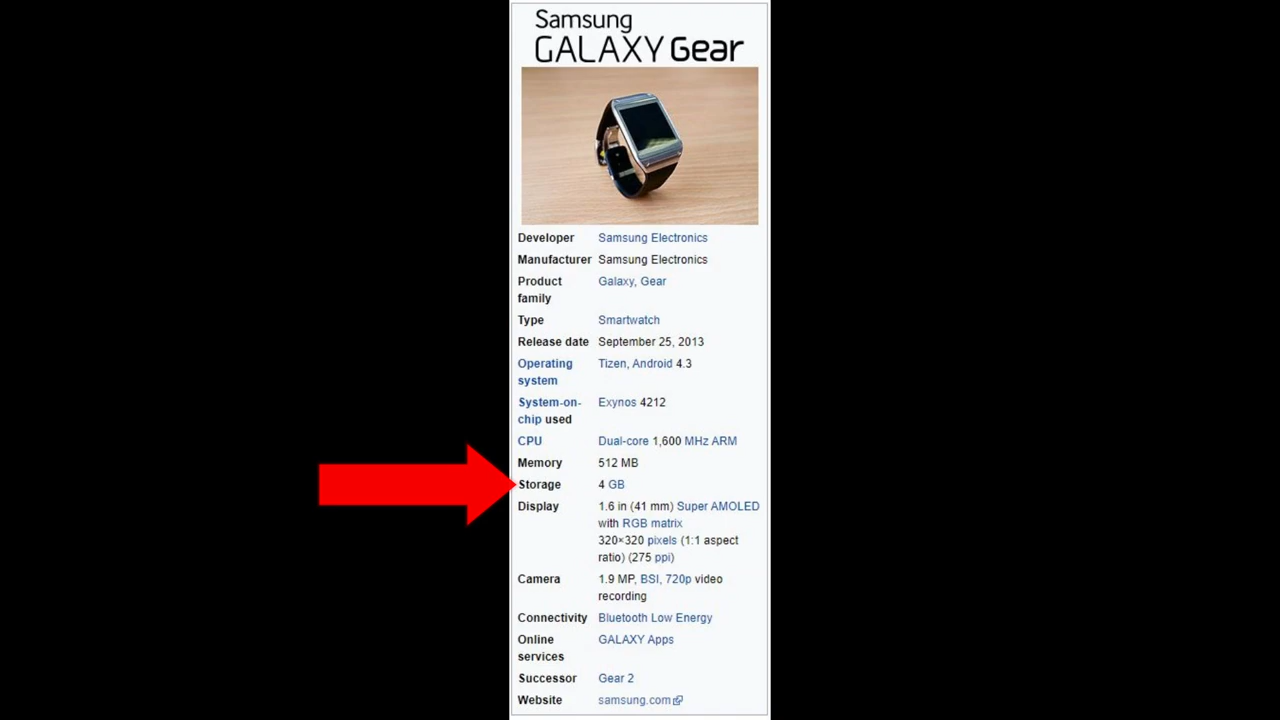 Samsung
GALAXY Gear
Developer Samsung Electronics
Manufacturer Samsung Electronics
Product Galaxy, Gear
family
Type Smartwatch
Release date September 25, 2013
Operating Tizen, Android 4.3
system
System-on- Exynos 4212
chip used
CPU Dual-core 1,600 MHz ARM
Memory 512 MB
Storage 4 GB
Display 1.6 in (41 mm) Super AMOLED
with RGB matrix
320×320 pixels (1:1 aspect
ratio) (275 ppi)
Camera 1.9 MP, BSI, 720p video
recording
Connectivity Bluetooth Low Energy
Online GALAXY Apps
services
Successor Gear 2
Website samsung.com